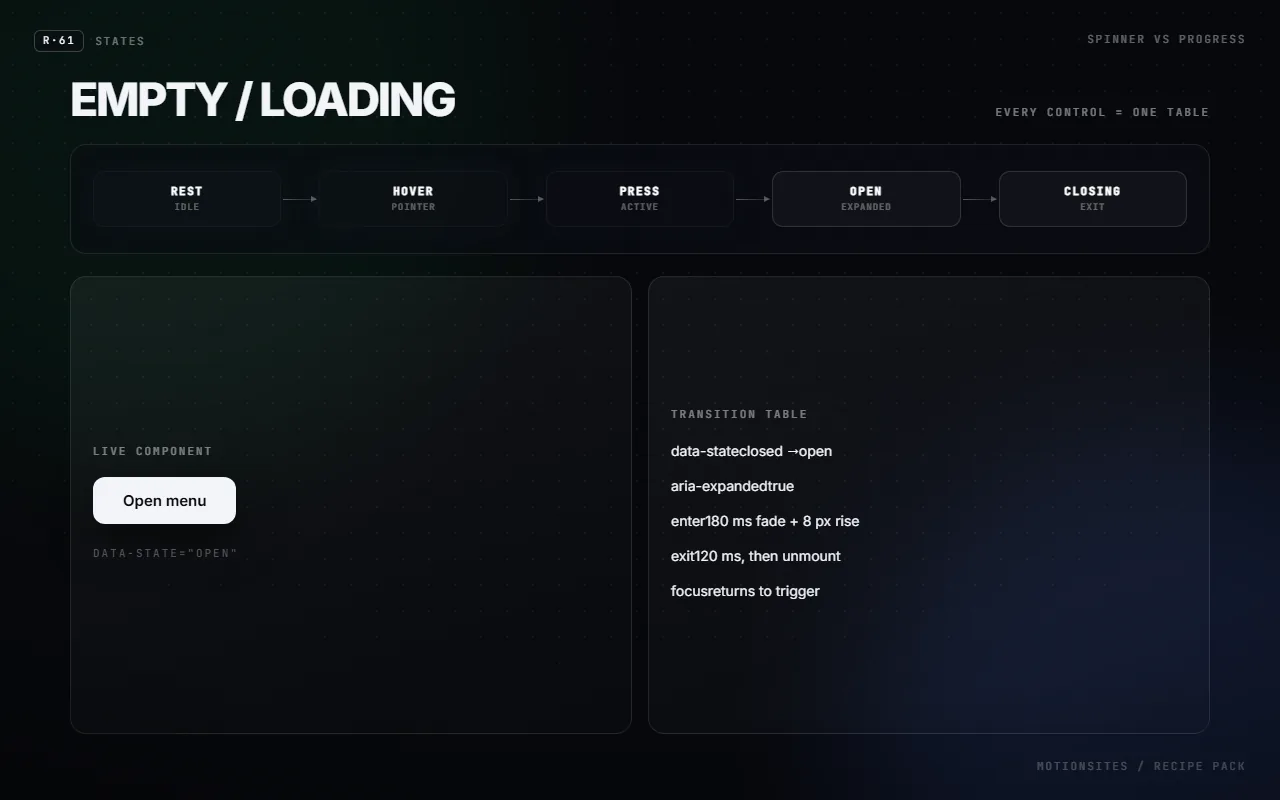 R·61 STATES
SPINNER VS PROGRESS
EMPTY / LOADING
EVERY CONTROL = ONE TABLE
REST
IDLE
HOVER
POINTER
PRESS
ACTIVE
OPEN
EXPANDED
CLOSING
EXIT
LIVE COMPONENT
Open menu
DATA-STATE="OPEN"
TRANSITION TABLE
data-stateclosed →open
aria-expandedtrue
enter180 ms fade + 8 px rise
exit120 ms, then unmount
focusreturns to trigger
MOTIONSITES / RECIPE PACK